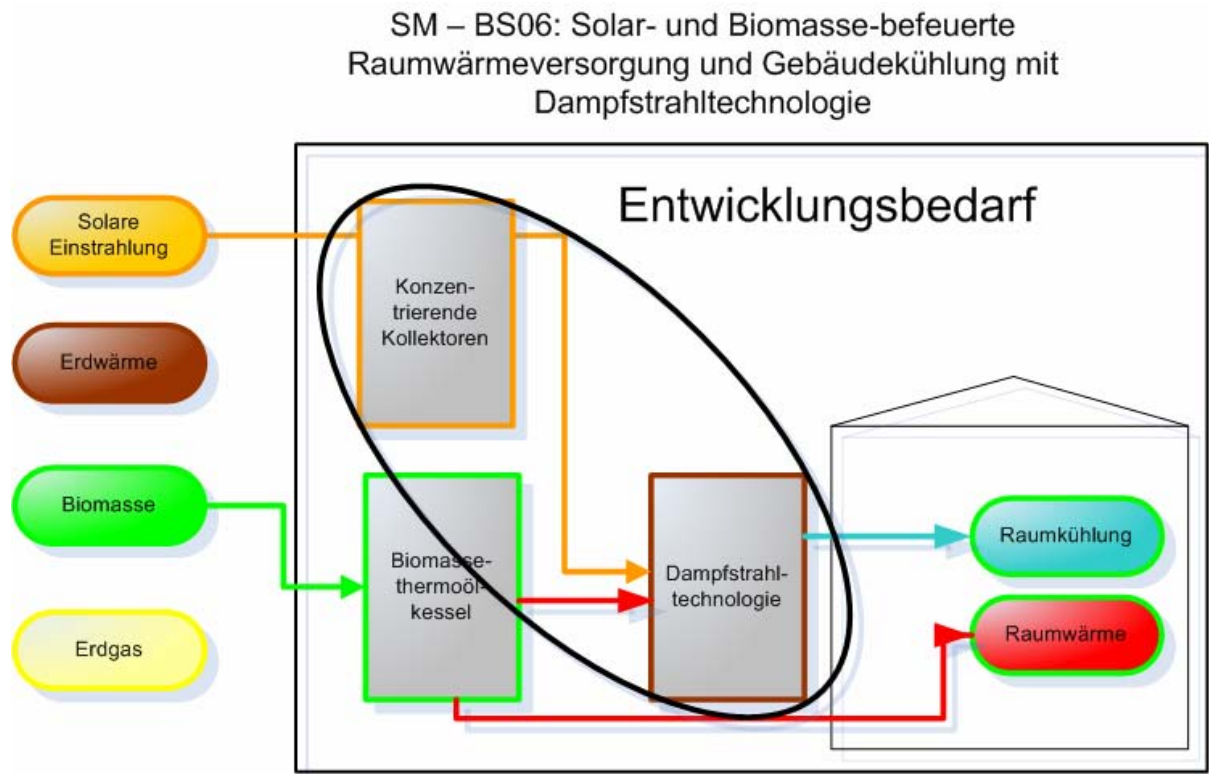 SM – BS06: Solar- und Biomasse-befeuerte
Raumwärmeversorgung und Gebäudekühlung mit
Dampfstrahltechnologie
Entwicklungsbedarf
Solare
Einstrahlung
Konzen-
trierende
Kollektoren
Erdwärme
Biomasse
Biomasse-
thermoöl-
kessel
Dampfstrahl-
technologie
Raumkühlung
Raumwärme
Erdgas